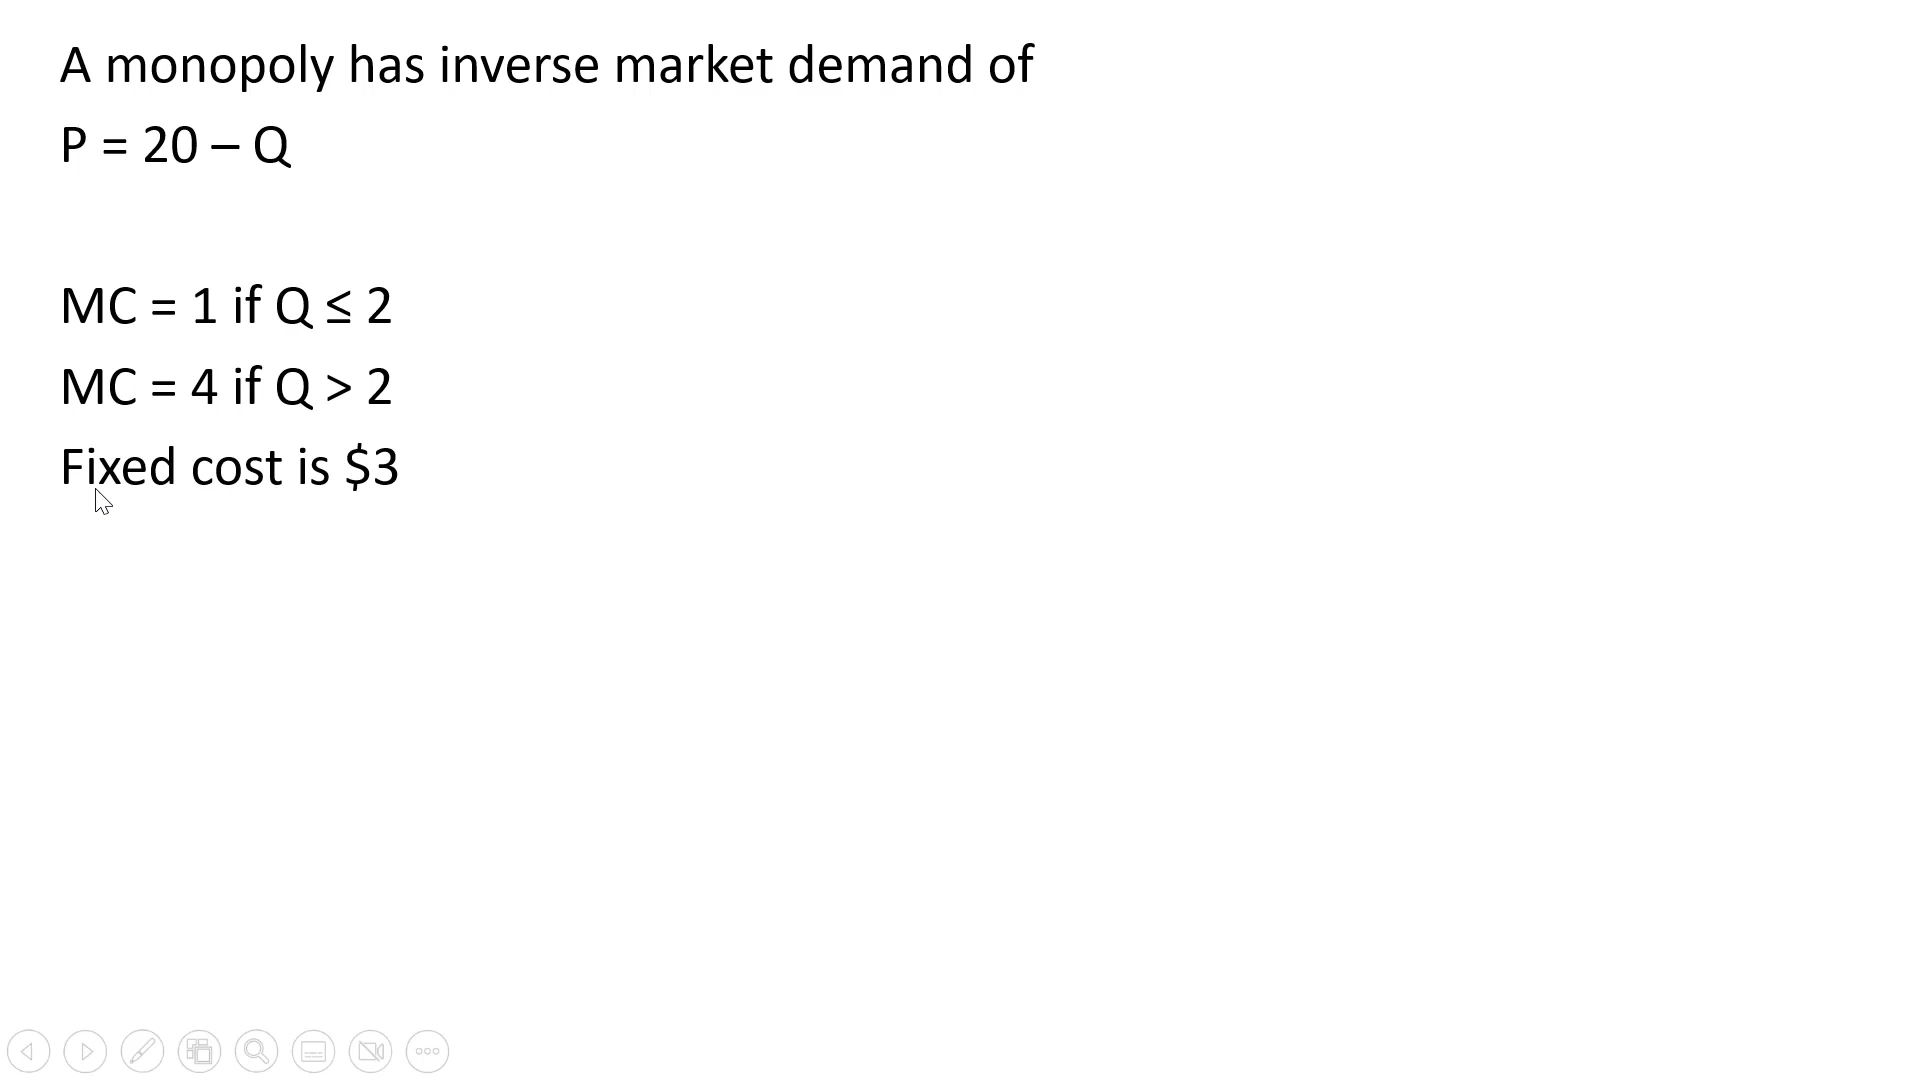 A monopoly has inverse market demand of
P = 20 – Q
MC = 1 if Q ≤ 2
MC = 4 if Q > 2
Fixed cost is $3